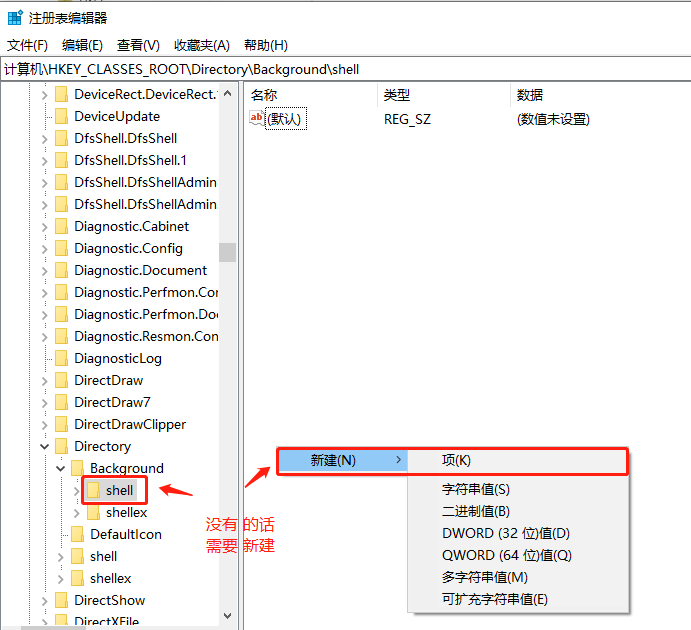 注册表编辑器
文件(F) 编辑(E) 查看(V) 收藏夹(A) 帮助(H)
计算机\HKEY_CLASSES_ROOT\Directory\Background\shell
DeviceRect.DeviceRect.
DeviceUpdate
DfsShell.DfsShell
DfsShell.DfsShell.1
DfsShell.DfsShellAdmin
DfsShell.DfsShellAdmin
Diagnostic.Cabinet
Diagnostic.Config
Diagnostic.Document
Diagnostic.Perfmon.Cor
Diagnostic.Perfmon.Do
Diagnostic.Resmon.Con
DiagnosticLog
DirectDraw
DirectDraw7
DirectDrawClipper
Directory
Background
shell
shellex
DefaultIcon
shell
shellex
DirectShow
DirectXFile
名称 类型 数据
ab (默认) REG_SZ (数值未设置)
没有 的话
需要 新建
新建(N)
项(K)
字符串值(S)
二进制值(B)
DWORD (32 位)值(D)
QWORD (64 位)值(Q)
多字符串值(M)
可扩充字符串值(E)